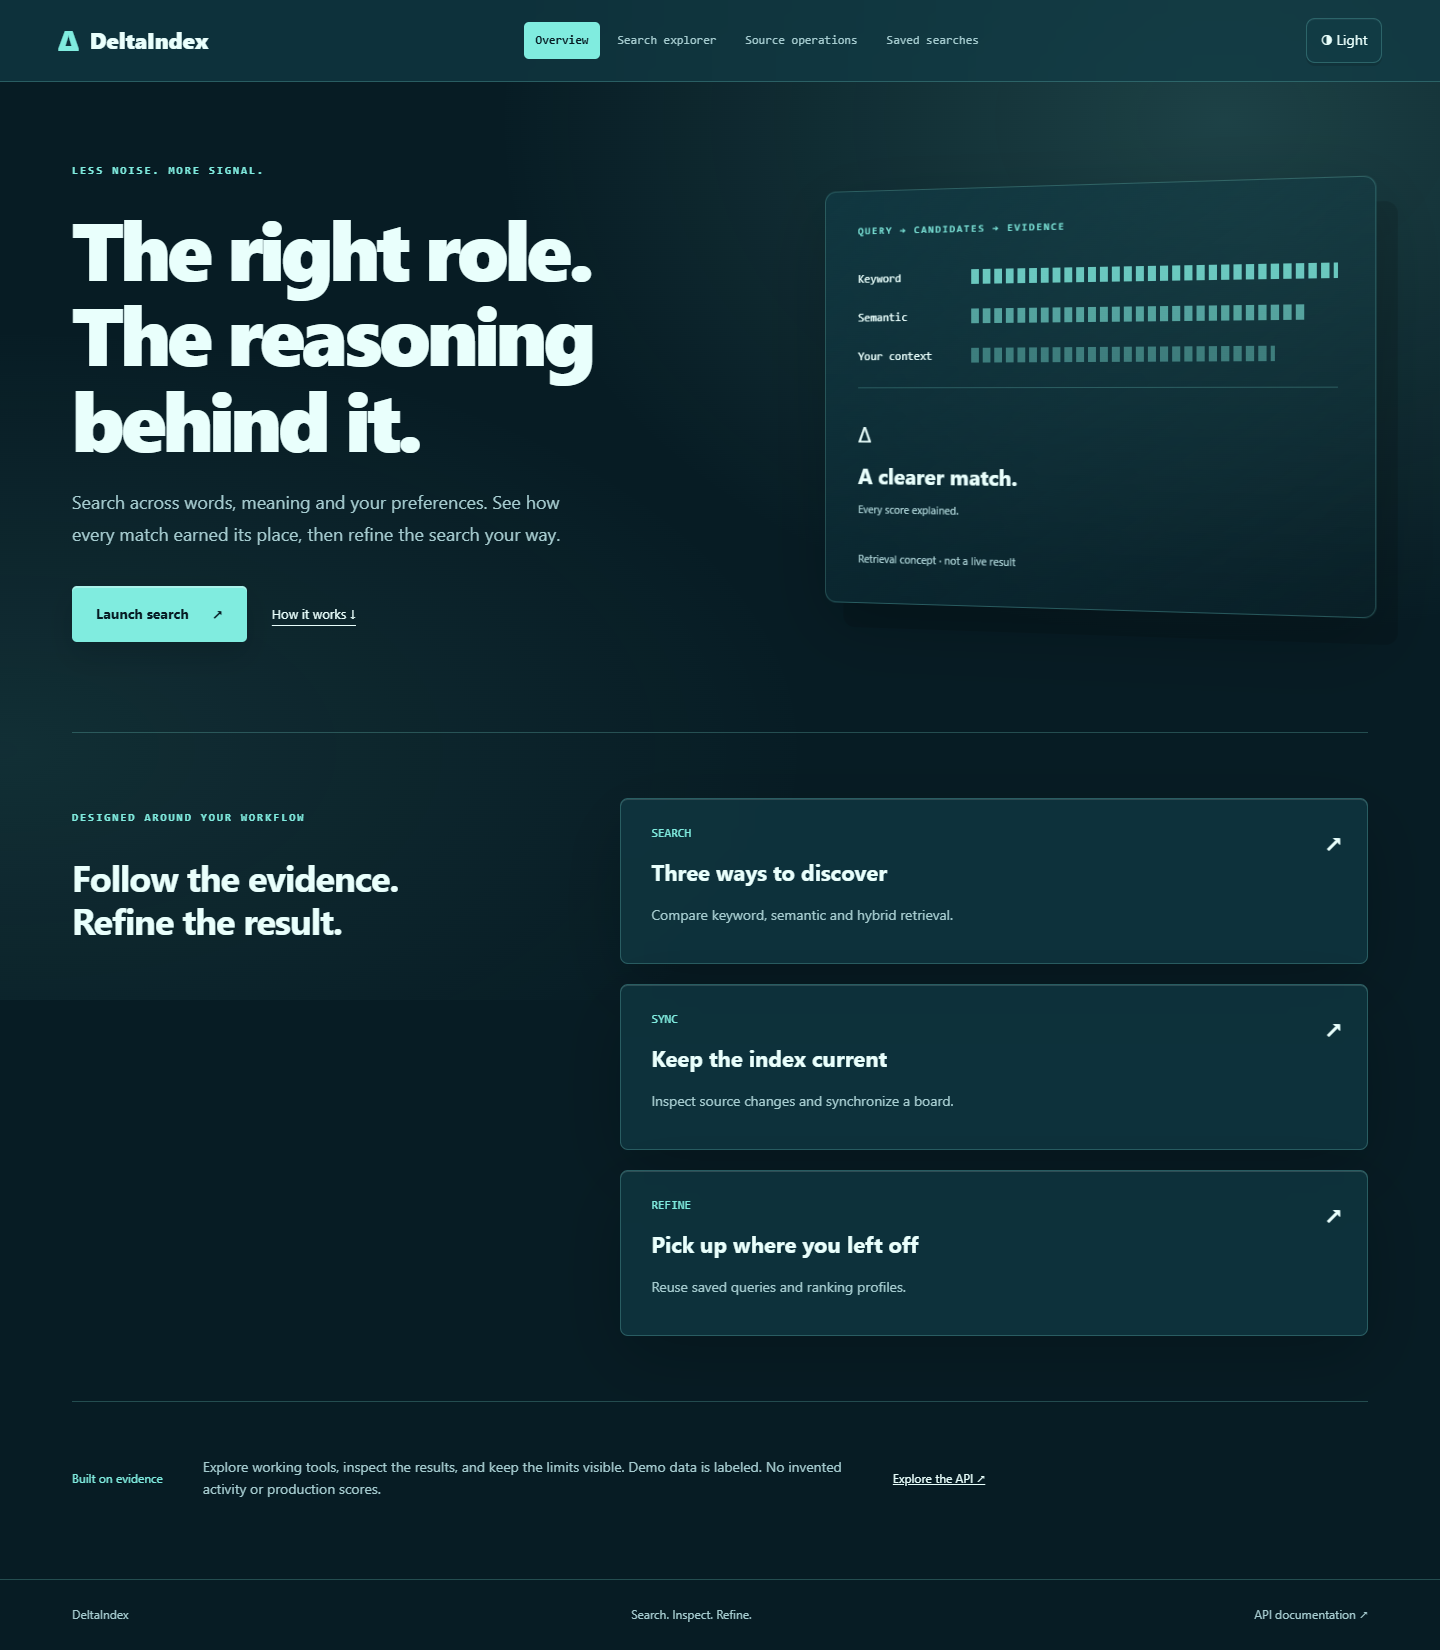 Δ DeltaIndex
Overview
Search explorer
Source operations
Saved searches
◑ Light
LESS NOISE. MORE SIGNAL.
The right role.
The reasoning
behind it.
Search across words, meaning and your preferences. See how
every match earned its place, then refine the search your way.
Launch search ↗
How it works ↓
QUERY → CANDIDATES → EVIDENCE
Keyword
Semantic
Your context
Δ
A clearer match.
Every score explained.
Retrieval concept · not a live result
DESIGNED AROUND YOUR WORKFLOW
Follow the evidence.
Refine the result.
SEARCH
↗
Three ways to discover
Compare keyword, semantic and hybrid retrieval.
SYNC
↗
Keep the index current
Inspect source changes and synchronize a board.
REFINE
↗
Pick up where you left off
Reuse saved queries and ranking profiles.
Built on evidence
Explore working tools, inspect the results, and keep the limits visible. Demo data is labeled. No invented
activity or production scores.
Explore the API ↗
DeltaIndex
Search. Inspect. Refine.
API documentation ↗